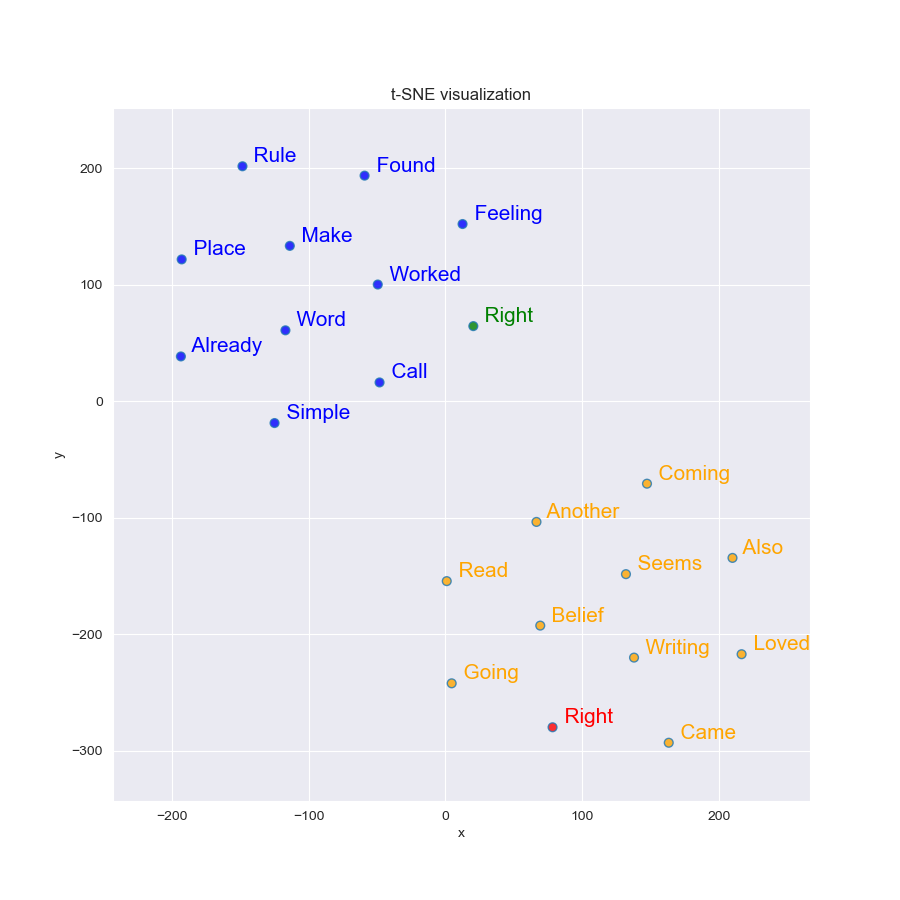 t-SNE visualization
Rule
Found
Feeling
Make
Place
Worked
Right
Word
Already
Call
Simple
Coming
Another
Also
Seems
Read
Belief
Writing
Loved
Going
Right
Came
200
100
0
−100
−200
−300
y
−200
−100
0
100
200
x